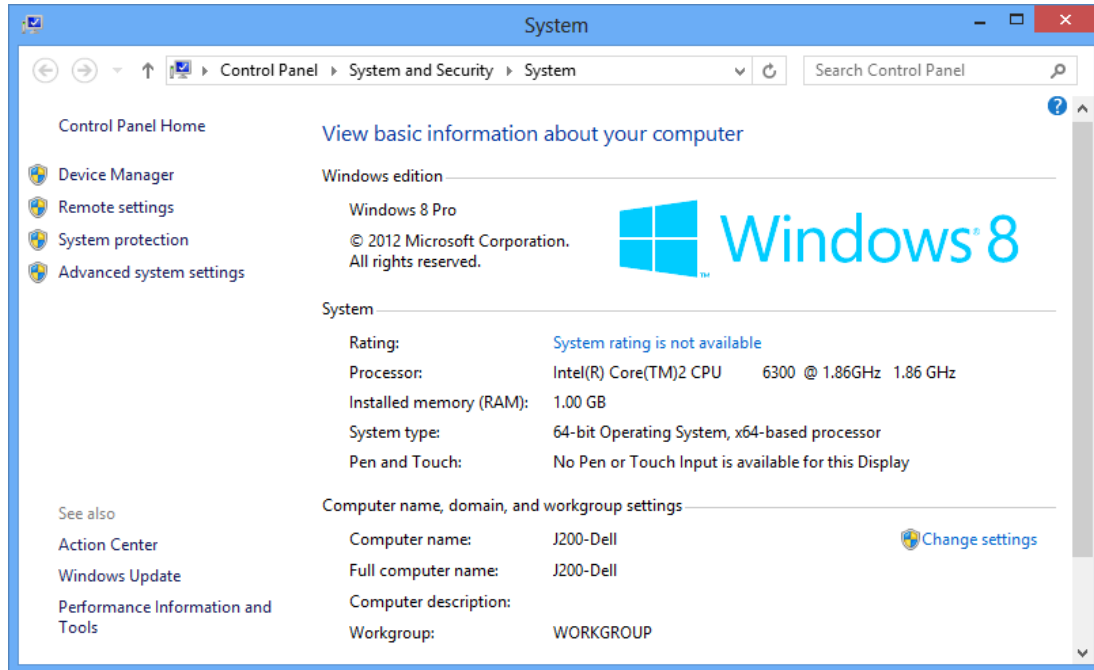 System
Control Panel System and Security System
Search Control Panel
Control Panel Home
Device Manager
Remote settings
System protection
Advanced system settings
See also
Action Center
Windows Update
Performance Information and
Tools
?
View basic information about your computer
Windows edition
Windows 8 Pro
© 2012 Microsoft Corporation.
All rights reserved.
Windows® 8
™
System
Rating: System rating is not available
Processor: Intel(R) Core(TM)2 CPU 6300 @ 1.86GHz 1.86 GHz
Installed memory (RAM): 1.00 GB
System type: 64-bit Operating System, x64-based processor
Pen and Touch: No Pen or Touch Input is available for this Display
Computer name, domain, and workgroup settings
Computer name: J200-Dell
Change settings
Full computer name: J200-Dell
Computer description:
Workgroup: WORKGROUP